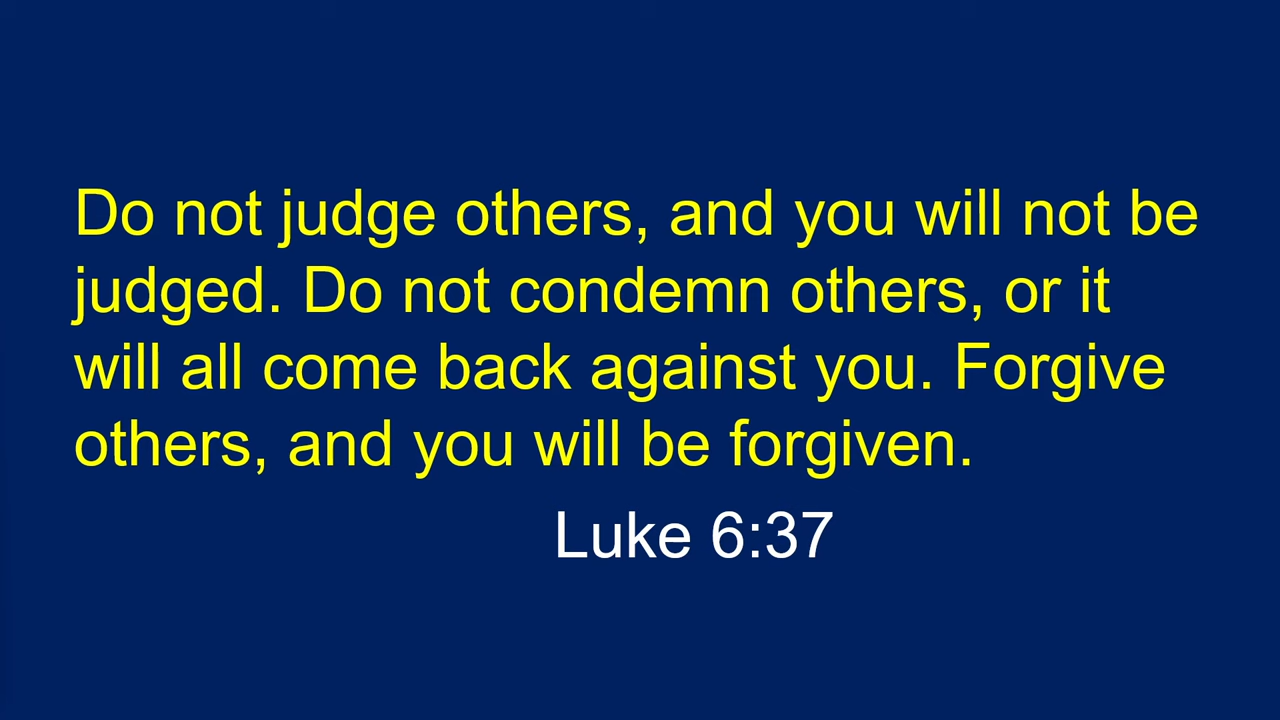 Do not judge others, and you will not be
judged. Do not condemn others, or it
will all come back against you. Forgive
others, and you will be forgiven.
Luke 6:37